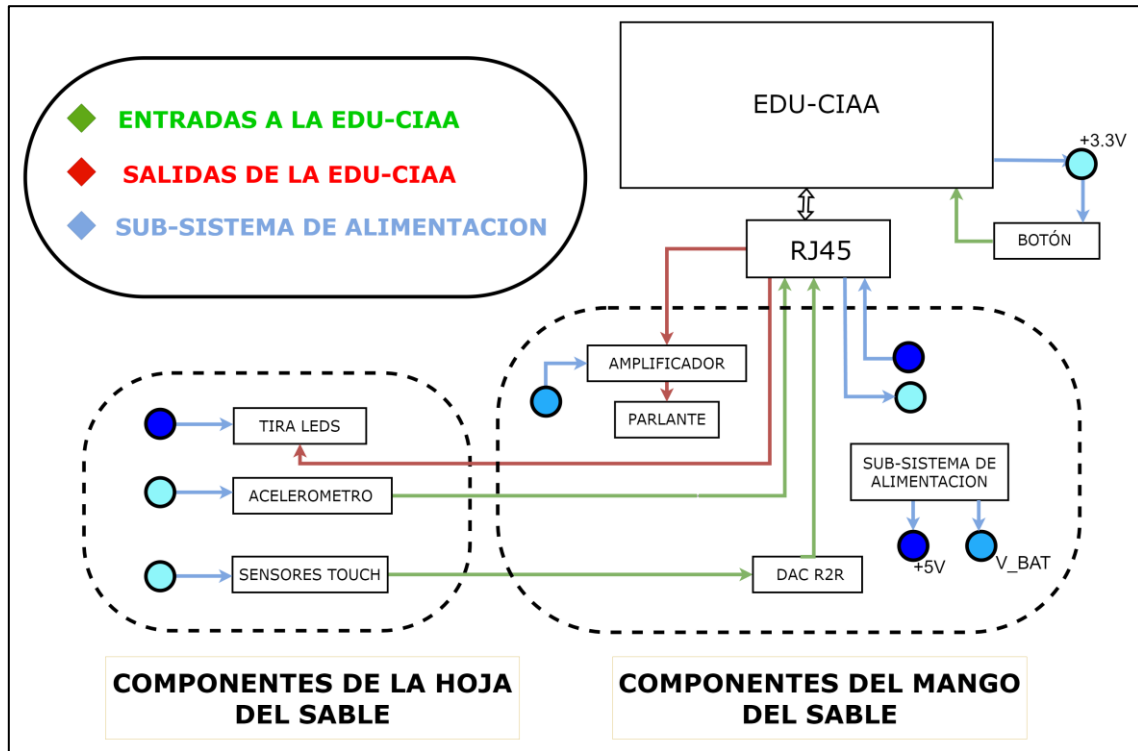 ENTRADAS A LA EDU-CIAA
SALIDAS DE LA EDU-CIAA
SUB-SISTEMA DE ALIMENTACION
EDU-CIAA
+3.3V
BOTÓN
RJ45
AMPLIFICADOR
PARLANTE
TIRA LEDS
ACELEROMETRO
SENSORES TOUCH
SUB-SISTEMA DE
ALIMENTACION
+5V
V_BAT
DAC R2R
COMPONENTES DE LA HOJA
DEL SABLE
COMPONENTES DEL MANGO
DEL SABLE